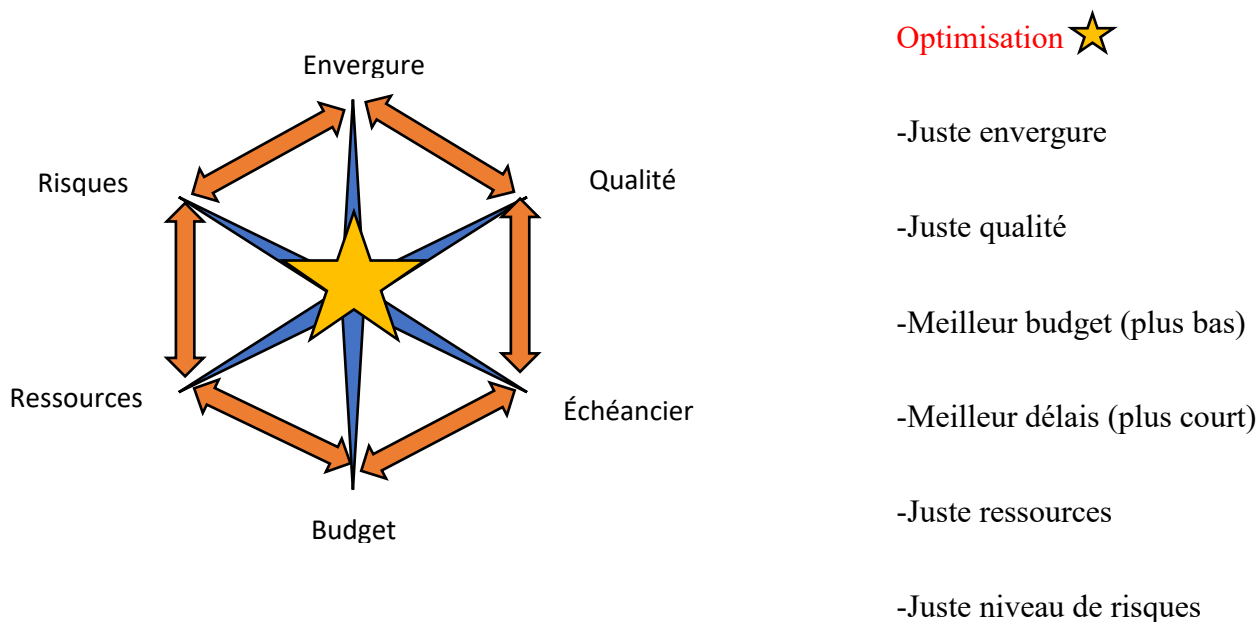 Envergure
Risques
Qualité
Ressources
Échéancier
Budget
Optimisation
-Juste envergure
-Juste qualité
-Meilleur budget (plus bas)
-Meilleur délais (plus court)
-Juste ressources
-Juste niveau de risques